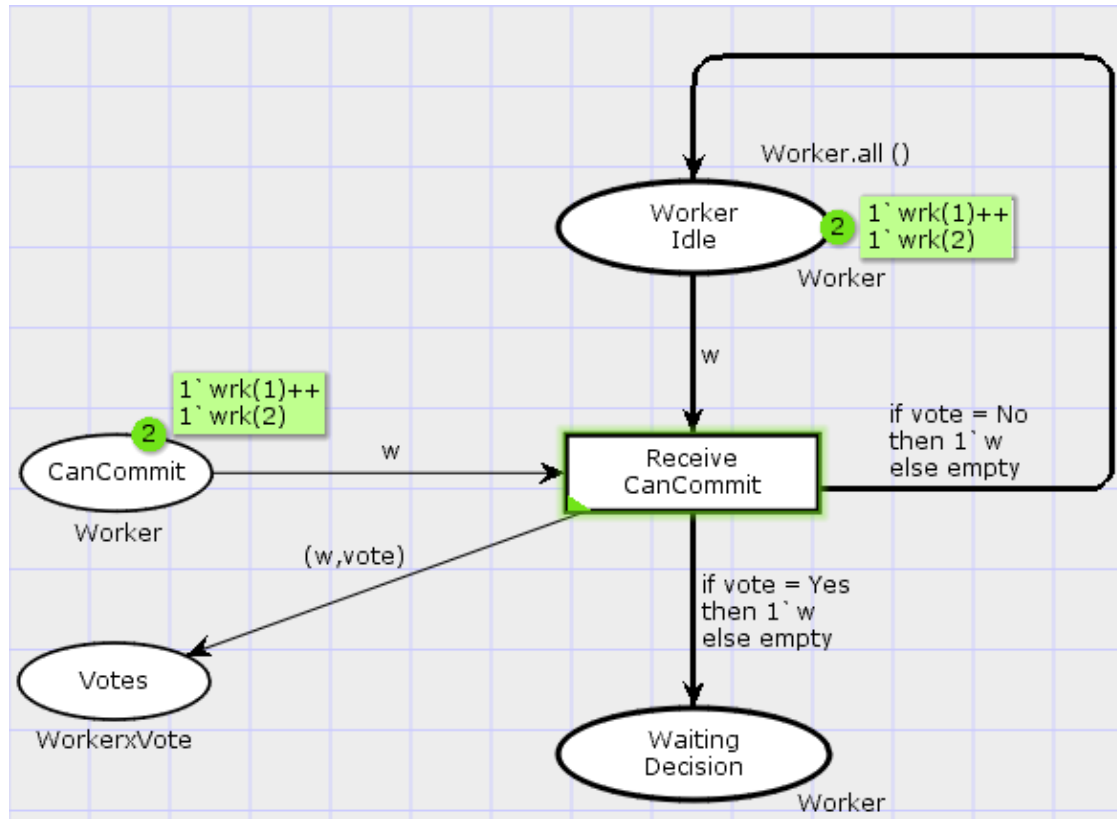 Worker.all ()
Worker
Idle
2
1`wrk(1)++
1`wrk(2)
Worker
w
1`wrk(1)++
1`wrk(2)
2
CanCommit
Worker
w
Receive
CanCommit
if vote = No
then 1`w
else empty
(w,vote)
if vote = Yes
then 1`w
else empty
Votes
WorkerxVote
Waiting
Decision
Worker